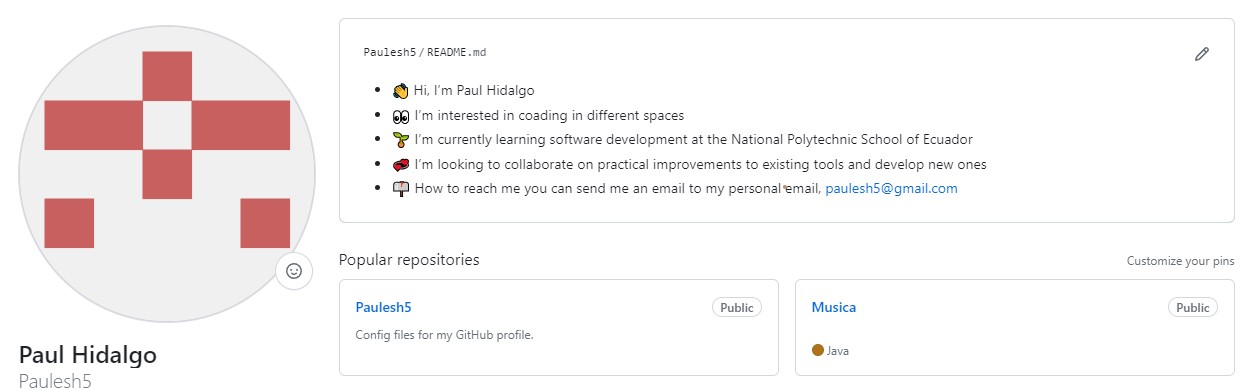 Paulesh5 / README.md
Hi, I'm Paul Hidalgo
I'm interested in coading in different spaces
I'm currently learning software development at the National Polytechnic School of Ecuador
I'm looking to collaborate on practical improvements to existing tools and develop new ones
How to reach me you can send me an email to my personal email, paulesh5@gmail.com
Popular repositories
Customize your pins
Paulesh5
Public
Config files for my GitHub profile.
Musica
Public
Java
Paul Hidalgo
Paulesh5